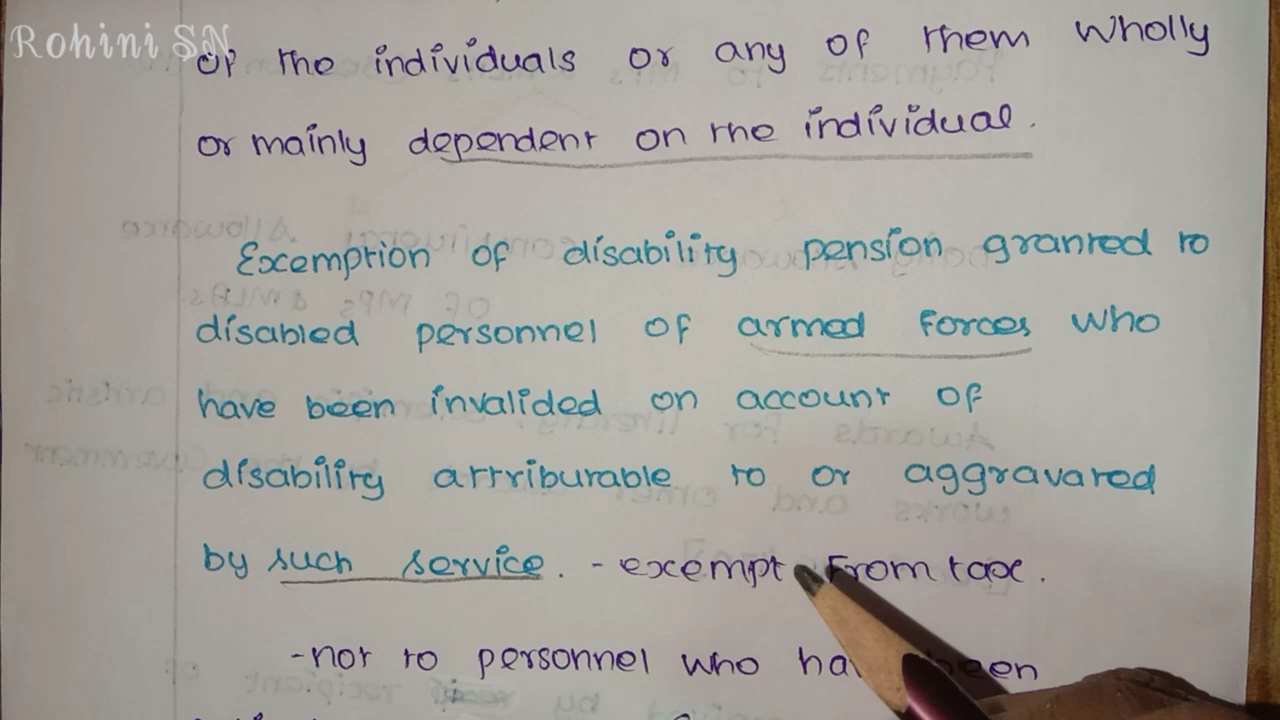 Rohini SN
of the individuals or any of them wholly
or mainly dependent on the individual.
Exemption of disability pension granted to
disabled personnel of armed forces who
have been invalided on account of
disability attributable to or aggravated
by such service. - exempt from tax.
-not to personnel who been